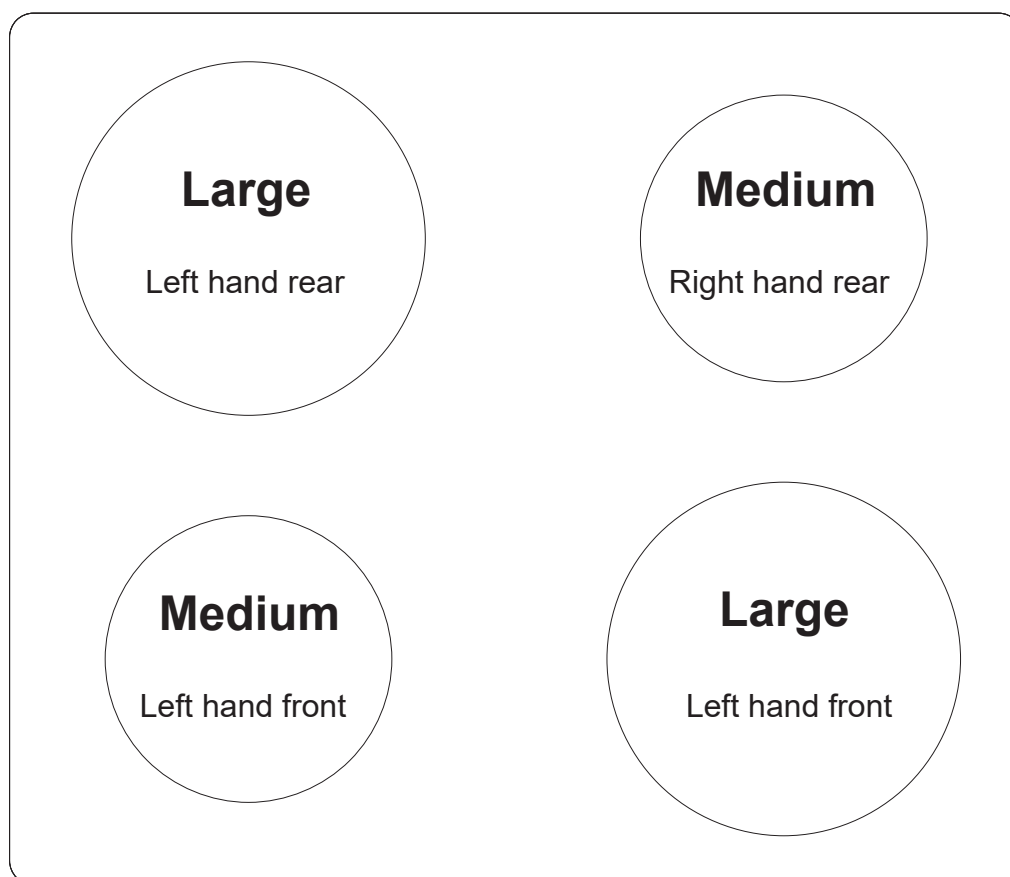 Large
Left hand rear
Medium
Right hand rear
Medium
Left hand front
Large
Left hand front